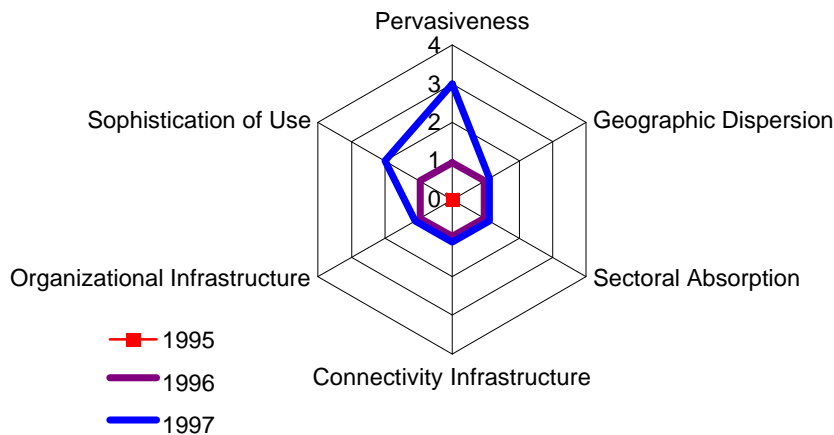 Pervasiveness
4
3
Sophistication of Use
Geographic Dispersion
2
1
0
Organizational Infrastructure
Sectoral Absorption
Connectivity Infrastructure
1995
1996
1997